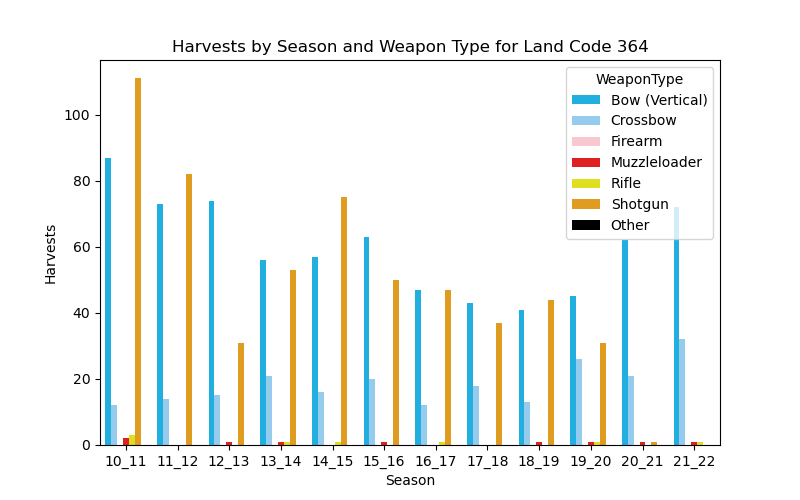 Harvests by Season and Weapon Type for Land Code 364
WeaponType
Bow (Vertical)
Crossbow
Firearm
Muzzleloader
Rifle
Shotgun
Other
Harvests
100
80
60
40
20
0
10_11 11_12 12_13 13_14 14_15 15_16 16_17 17_18 18_19 19_20 20_21 21_22
Season